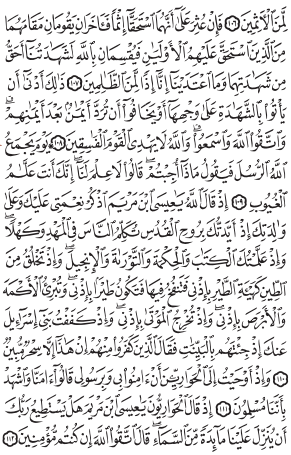 لَّمِنَ الْآثِمِينَ ۝١٠٦ فَإِنْ عُثِرَ عَلَىٰ أَنَّهُمَا اسْتَحَقَّا إِثْمًا فَآخَرَانِ يَقُومَانِ مَقَامَهُمَا
مِنَ الَّذِينَ اسْتَحَقَّ عَلَيْهِمُ الْأَوْلَيَانِ فَيُقْسِمَانِ بِاللَّهِ لَشَهَادَتُنَا أَحَقُّ
مِن شَهَادَتِهِمَا وَمَا اعْتَدَيْنَا إِنَّا إِذًا لَّمِنَ الظَّالِمِينَ ۝١٠٧ ذَٰلِكَ أَدْنَىٰ أَن
يَأْتُوا بِالشَّهَادَةِ عَلَىٰ وَجْهِهَا أَوْ يَخَافُوا أَن تُرَدَّ أَيْمَانٌ بَعْدَ أَيْمَانِهِمْ ۗ
وَاتَّقُوا اللَّهَ وَاسْمَعُوا ۗ وَاللَّهُ لَا يَهْدِي الْقَوْمَ الْفَاسِقِينَ ۝١٠٨ يَوْمَ يَجْمَعُ
اللَّهُ الرُّسُلَ فَيَقُولُ مَاذَا أُجِبْتُمْ ۖ قَالُوا لَا عِلْمَ لَنَا ۖ إِنَّكَ أَنتَ عَلَّامُ
الْغُيُوبِ ۝١٠٩ إِذْ قَالَ اللَّهُ يَا عِيسَى ابْنَ مَرْيَمَ اذْكُرْ نِعْمَتِي عَلَيْكَ وَعَلَىٰ
وَالِدَتِكَ إِذْ أَيَّدتُّكَ بِرُوحِ الْقُدُسِ تُكَلِّمُ النَّاسَ فِي الْمَهْدِ وَكَهْلًا ۖ
وَإِذْ عَلَّمْتُكَ الْكِتَابَ وَالْحِكْمَةَ وَالتَّوْرَاةَ وَالْإِنجِيلَ ۖ وَإِذْ تَخْلُقُ مِنَ
الطِّينِ كَهَيْئَةِ الطَّيْرِ بِإِذْنِي فَتَنفُخُ فِيهَا فَتَكُونُ طَيْرًا بِإِذْنِي ۖ وَتُبْرِئُ الْأَكْمَهَ
وَالْأَبْرَصَ بِإِذْنِي ۖ وَإِذْ تُخْرِجُ الْمَوْتَىٰ بِإِذْنِي ۖ وَإِذْ كَفَفْتُ بَنِي إِسْرَائِيلَ
عَنكَ إِذْ جِئْتَهُم بِالْبَيِّنَاتِ فَقَالَ الَّذِينَ كَفَرُوا مِنْهُمْ إِنْ هَٰذَا إِلَّا سِحْرٌ مُّبِينٌ
۝١١٠ وَإِذْ أَوْحَيْتُ إِلَى الْحَوَارِيِّينَ أَنْ آمِنُوا بِي وَبِرَسُولِي قَالُوا آمَنَّا وَاشْهَدْ
بِأَنَّنَا مُسْلِمُونَ ۝١١١ إِذْ قَالَ الْحَوَارِيُّونَ يَا عِيسَى ابْنَ مَرْيَمَ هَلْ يَسْتَطِيعُ رَبُّكَ
أَن يُنَزِّلَ عَلَيْنَا مَائِدَةً مِّنَ السَّمَاءِ ۖ قَالَ اتَّقُوا اللَّهَ إِن كُنتُم مُّؤْمِنِينَ ۝١١٢